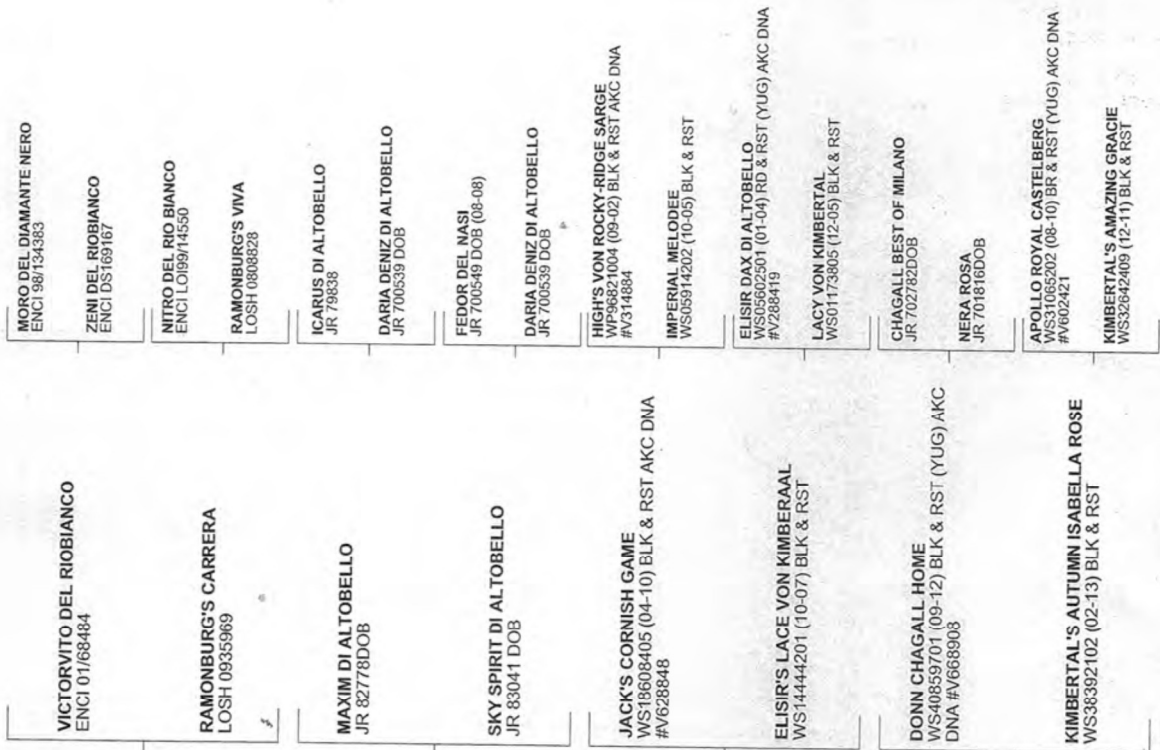 VICTORVITO DEL RIOBIANCO
ENCI 01/68484
RAMONBURG'S CARRERA
LOSH 0935969
MAXIM DI ALTOBELLO
JR 82778DOB
SKY SPIRIT DI ALTOBELLO
JR 83041 DOB
JACK'S CORNISH GAME
WS18608405 (04-10) BLK & RST AKC DNA
#V628848
ELISIR'S LACE VON KIMBERAAL
WS14444201 (10-07) BLK & RST
DONN CHAGALL HOME
WS40859701 (09-12) BLK & RST (YUG) AKC
DNA #V668908
KIMBERTAL'S AUTUMN ISABELLA ROSE
WS38392102 (02-13) BLK & RST
MORO DEL DIAMANTE NERO
ENCI 98/134383
ZENI DEL RIOBIANCO
ENCI DS169167
NITRO DEL RIO BIANCO
ENCI LOI99/14550
RAMONBURG'S VIVA
LOSH 0808828
ICARUS DI ALTOBELLO
JR 79838
DARIA DENIZ DI ALTOBELLO
JR 7700539 DOB
FEDOR DEL NASI
JR 7700549 DOB (08-08)
DARIA DENIZ DI ALTOBELLO
JR 7700539 DOB
HIGH'S VON ROCKY-RIDGE SARGE
WP96821004 (09-02) BLK & RST AKC DNA
#V314884
IMPERIAL MELODEE
WS05914202 (10-05) BLK & RST
ELISIR DAX DI ALTOBELLO
WS05602501 (01-04) RD & RST (YUG) AKC DNA
#V288419
LACY VON KIMBERTAL
WS01173805 (12-05) BLK & RST
CHAGALL BEST OF MILANO
JR 702782DOB
NERA ROSA
JR 701816DOB
APOLLO ROYAL CASTELBERG
WS31065202 (08-10) BR & RST (YUG) AKC DNA
#V602421
KIMBERTAL'S AMAZING GRACIE
WS32642409 (12-11) BLK & RST